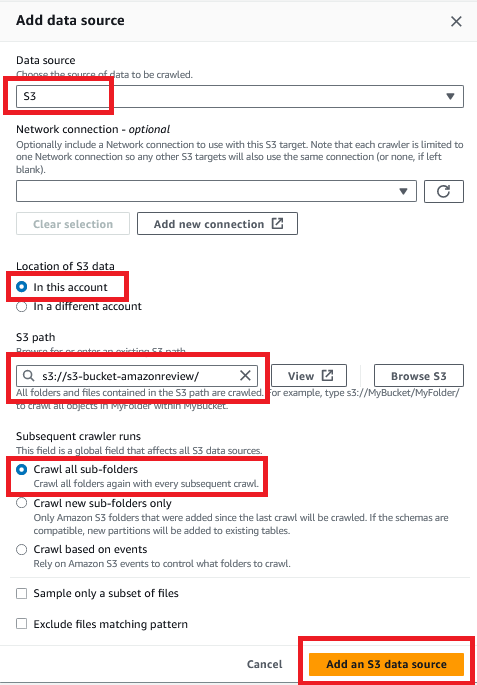 Add data source
Data source
Choose the source of data to be crawled.
S3
Network connection - optional
Optionally include a Network connection to use with this S3 target. Note that each crawler is limited to
one Network connection so any other S3 targets will also use the same connection (or none, if left
blank).
Clear selection
Add new connection
Location of S3 data
In this account
In a different account
S3 path
Browse for or enter an existing S3 path.
s3://s3-bucket-amazonreview/
View
Browse S3
All folders and files contained in the S3 path are crawled. For example, type s3://MyBucket/MyFolder/
to crawl all objects in MyFolder within MyBucket.
Subsequent crawler runs
This field is a global field that affects all S3 data sources.
Crawl all sub-folders
Crawl all folders again with every subsequent crawl.
Crawl new sub-folders only
Only Amazon S3 folders that were added since the last crawl will be crawled. If the schemas are
compatible, new partitions will be added to existing tables.
Crawl based on events
Rely on Amazon S3 events to control what folders to crawl.
Sample only a subset of files
Exclude files matching pattern
Cancel
Add an S3 data source